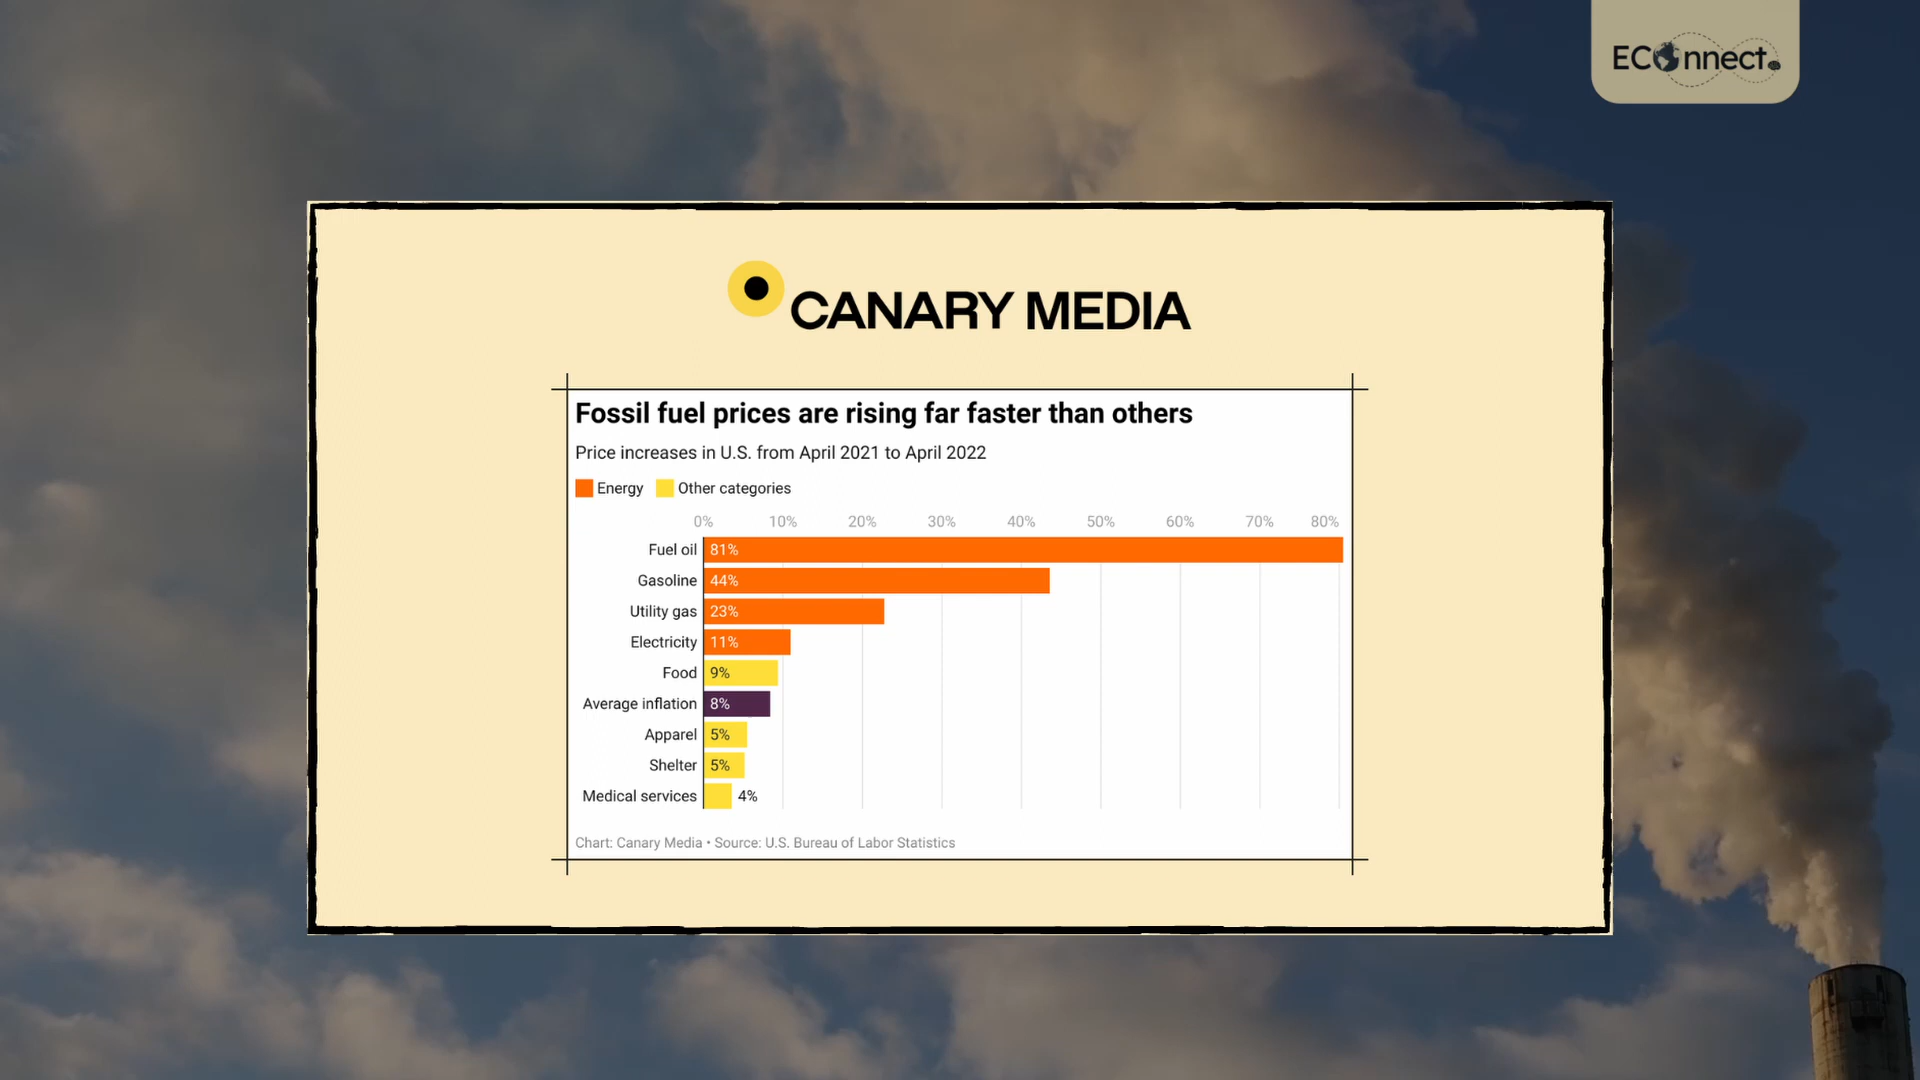 ECOnnect
CANARY MEDIA
Fossil fuel prices are rising far faster than others
Price increases in U.S. from April 2021 to April 2022
Energy Other categories
0% 10% 20% 30% 40% 50% 60% 70% 80%
Fuel oil 81%
Gasoline 44%
Utility gas 23%
Electricity 11%
Food 9%
Average inflation 8%
Apparel 5%
Shelter 5%
Medical services 4%
Chart: Canary Media • Source: U.S. Bureau of Labor Statistics